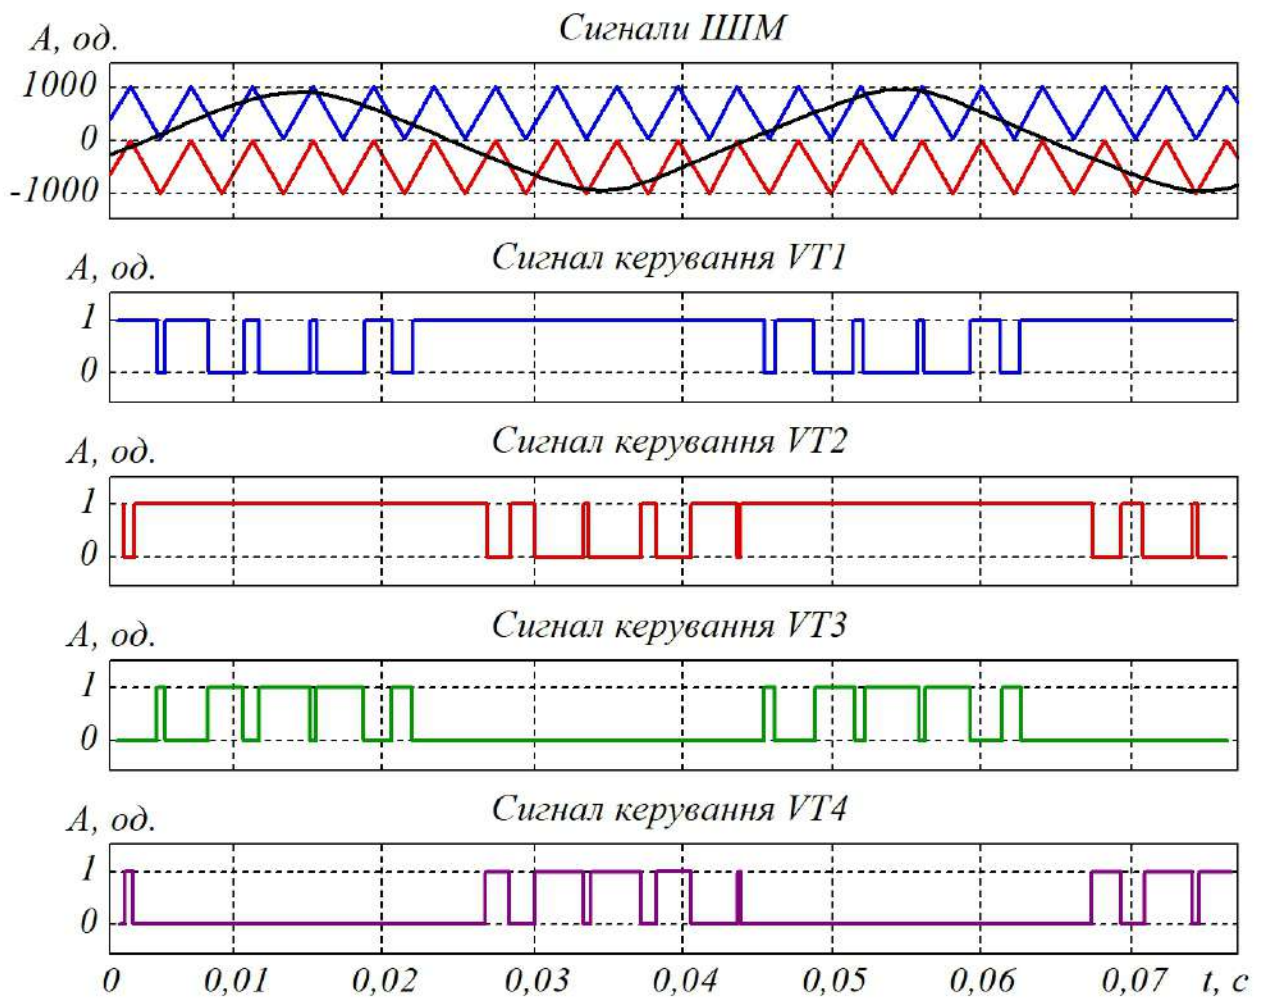 Сигнали ШІМ
А, од.
1000
0
-1000
Сигнал керування VT1
А, од.
1
0
Сигнал керування VT2
А, од.
1
0
Сигнал керування VT3
А, од.
1
0
Сигнал керування VT4
А, од.
1
0
0 0,01 0,02 0,03 0,04 0,05 0,06 0,07 t, c